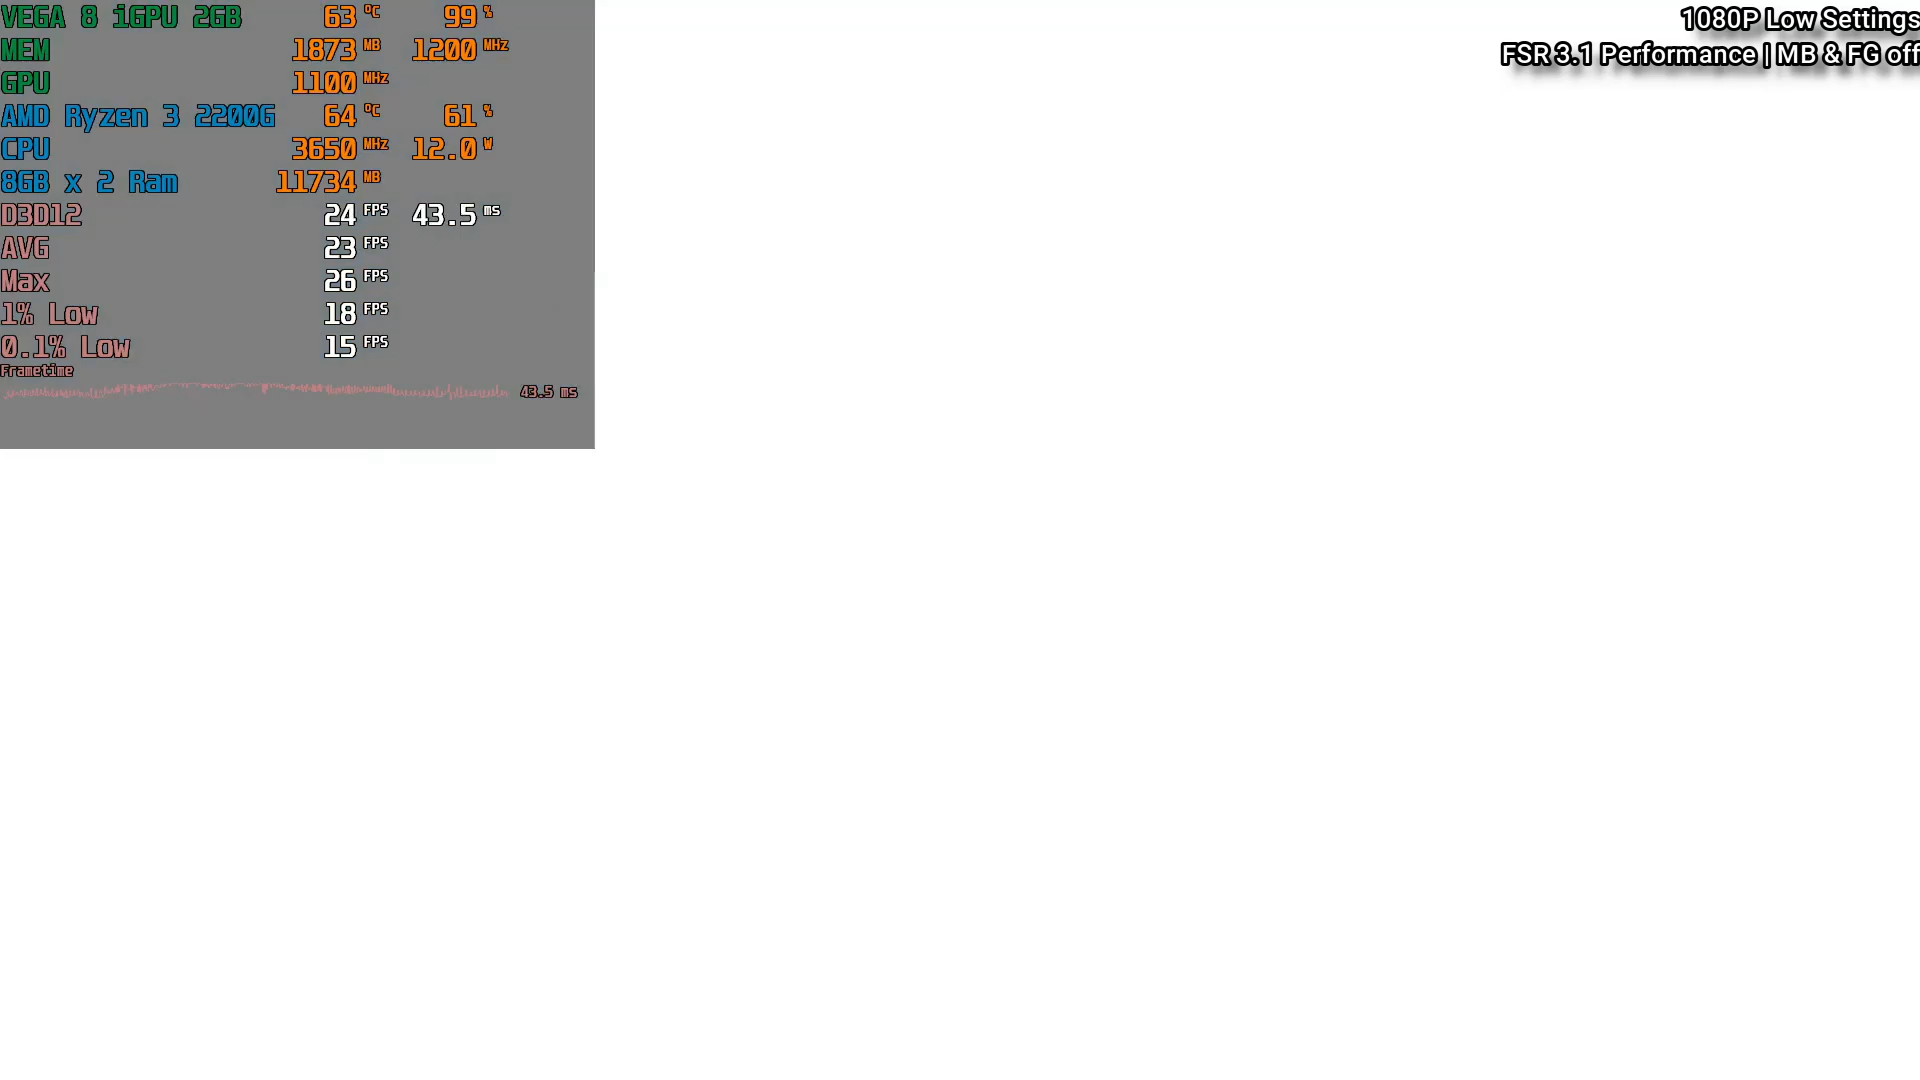 VEGA 8 iGPU 2GB 63 °C 99 %
MEM 1873 MB 1200 MHz
GPU 1100 MHz
AMD Ryzen 3 2200G 64 °C 61 %
CPU 3650 MHz 12.0 W
8GB x 2 Ram 11734 MB
D3D12 24 FPS 43.5 ms
AVG 23 FPS
Max 26 FPS
1% Low 18 FPS
0.1% Low 15 FPS
Frametime
43.5 ms
1080P Low Settings
FSR 3.1 Performance | MB & FG off